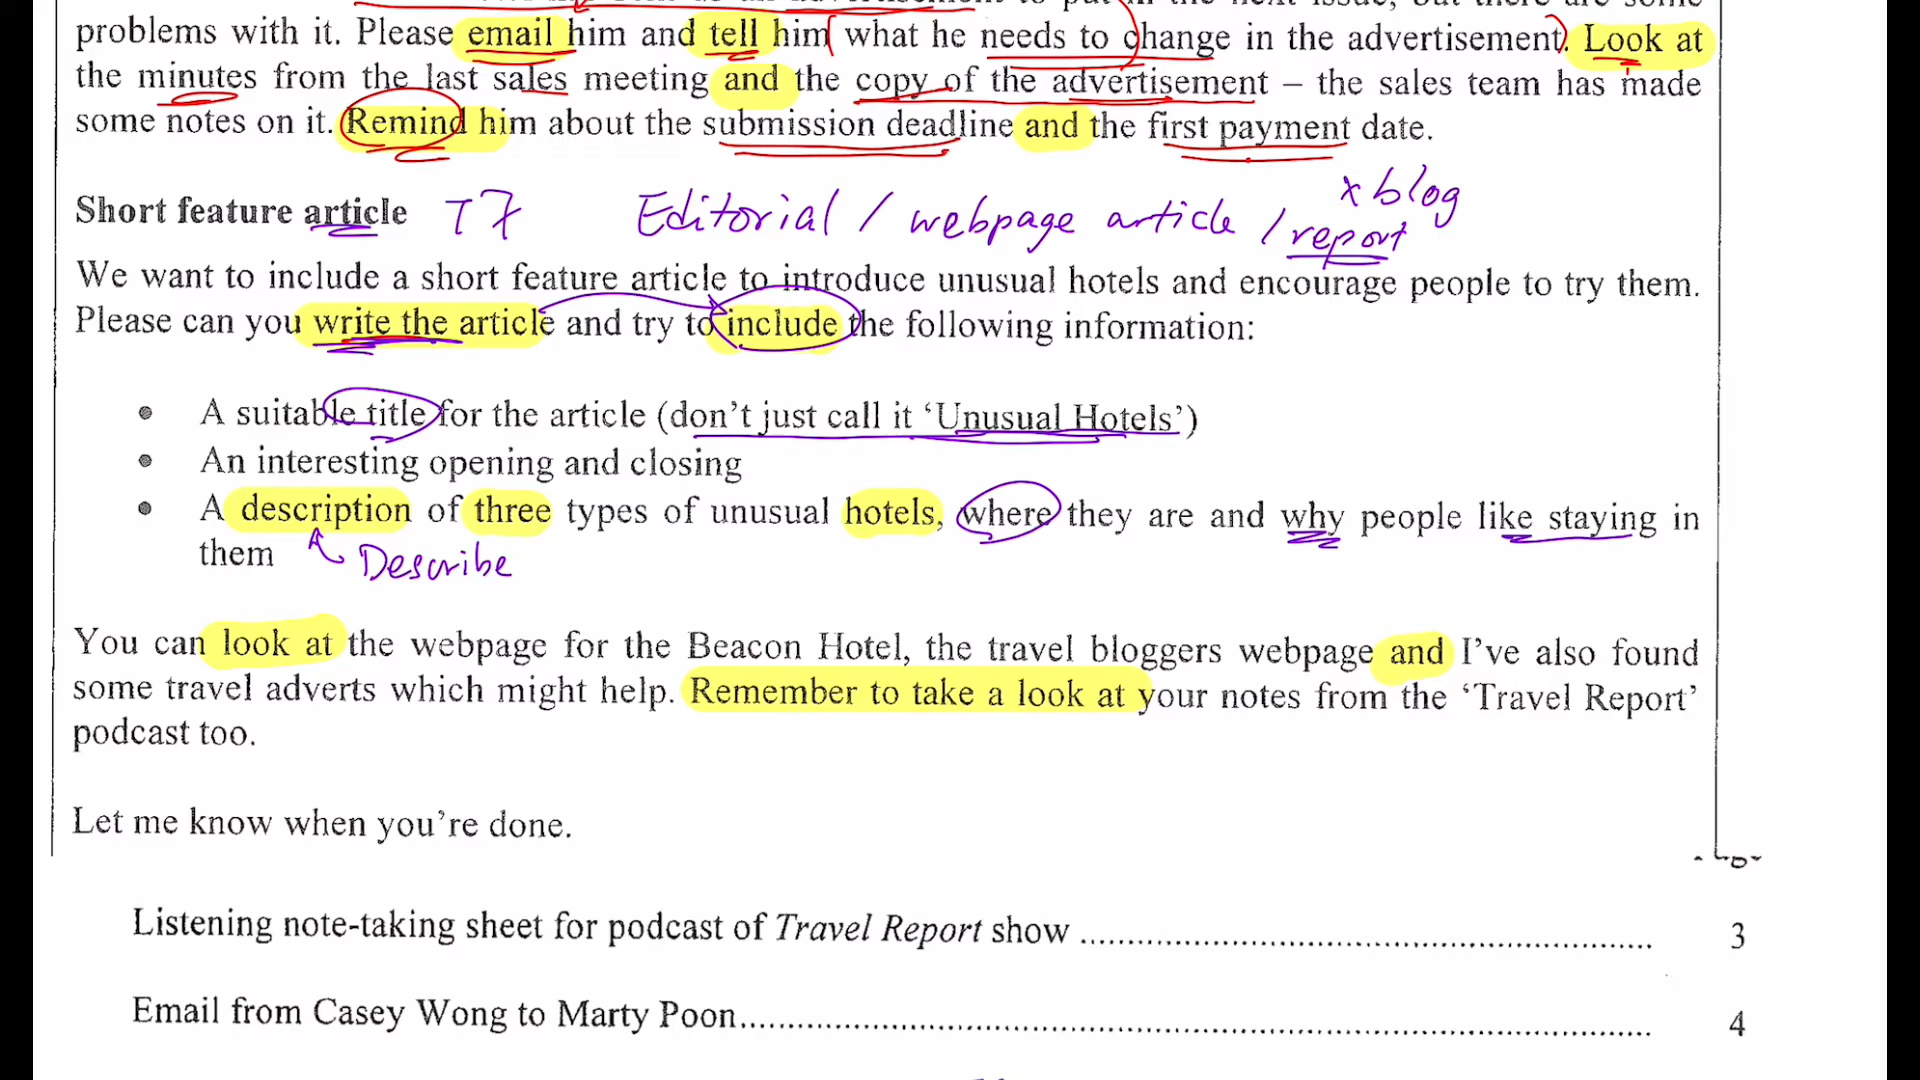 problems with it. Please email him and tell him what he needs to change in the advertisement. Look at
the minutes from the last sales meeting and the copy of the advertisement – the sales team has made
some notes on it. Remind him about the submission deadline and the first payment date.
x blog
Short feature article T7 Editorial / webpage article / report
We want to include a short feature article to introduce unusual hotels and encourage people to try them.
Please can you write the article and try to include the following information:
• A suitable title for the article (don't just call it 'Unusual Hotels')
• An interesting opening and closing
• A description of three types of unusual hotels, where they are and why people like staying in
them Describe
You can look at the webpage for the Beacon Hotel, the travel bloggers webpage and I've also found
some travel adverts which might help. Remember to take a look at your notes from the 'Travel Report'
podcast too.
Let me know when you're done.
Listening note-taking sheet for podcast of Travel Report show ........ 3
Email from Casey Wong to Marty Poon........ 4